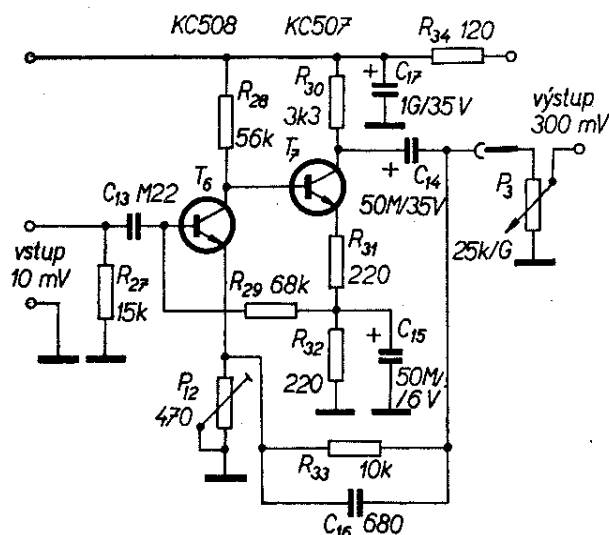 KC508 KC507
R34 120
R28
56k
R30
3k3
C17
1G/35V
výstup
300 mV
T7
C13 M22
T6
C14
50M/35V
P3
25k/G
vstup
10 mV
R27
15k
R31
220
R29 68k
R32
220
C15
50M/
/6V
P12
470
R33 10k
C16 680